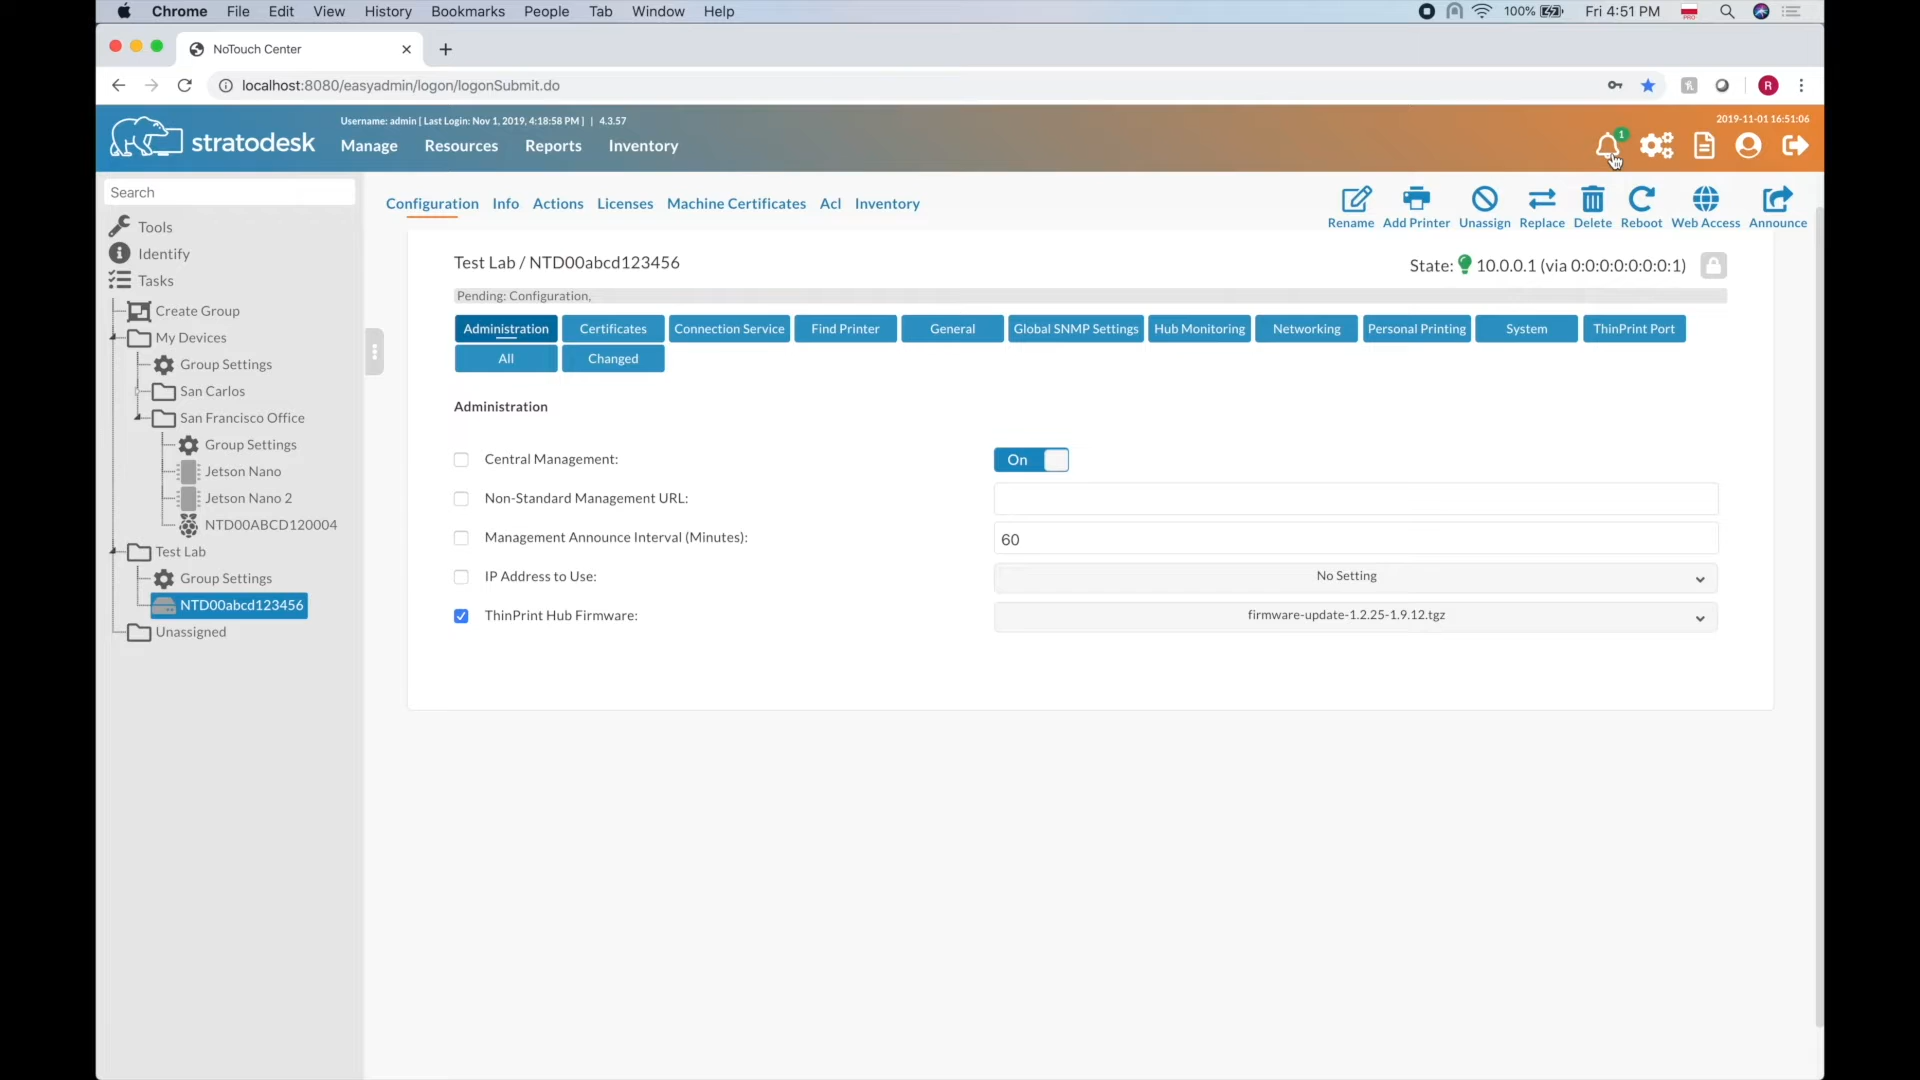 Chrome File Edit View History Bookmarks People Tab Window Help 100% Fri 4:51 PM
NoTouch Center
localhost:8080/easyadmin/logon/logonSubmit.do R
Username: admin | Last Login: Nov 1, 2019, 4:18:58 PM | | 4.3.57 2019-11-01 16:51:06
stratodesk Manage Resources Reports Inventory 1
Search
Configuration Info Actions Licenses Machine Certificates Acl Inventory
Rename Add Printer Unassign Replace Delete Reboot Web Access Announce
Tools
Identify
Tasks
Create Group
My Devices
Group Settings
San Carlos
San Francisco Office
Group Settings
Jetson Nano
Jetson Nano 2
NTD00ABCD120004
Test Lab
Group Settings
NTD00abcd123456
Unassigned
Test Lab / NTD00abcd123456 State: 10.0.0.1 (via 0:0:0:0:0:0:0:1)
Pending: Configuration,
Administration Certificates Connection Service Find Printer General Global SNMP Settings Hub Monitoring Networking Personal Printing System ThinPrint Port
All Changed
Administration
Central Management: On
Non-Standard Management URL:
Management Announce Interval (Minutes): 60
IP Address to Use: No Setting
ThinPrint Hub Firmware: firmware-update-1.2.25-1.9.12.tgz